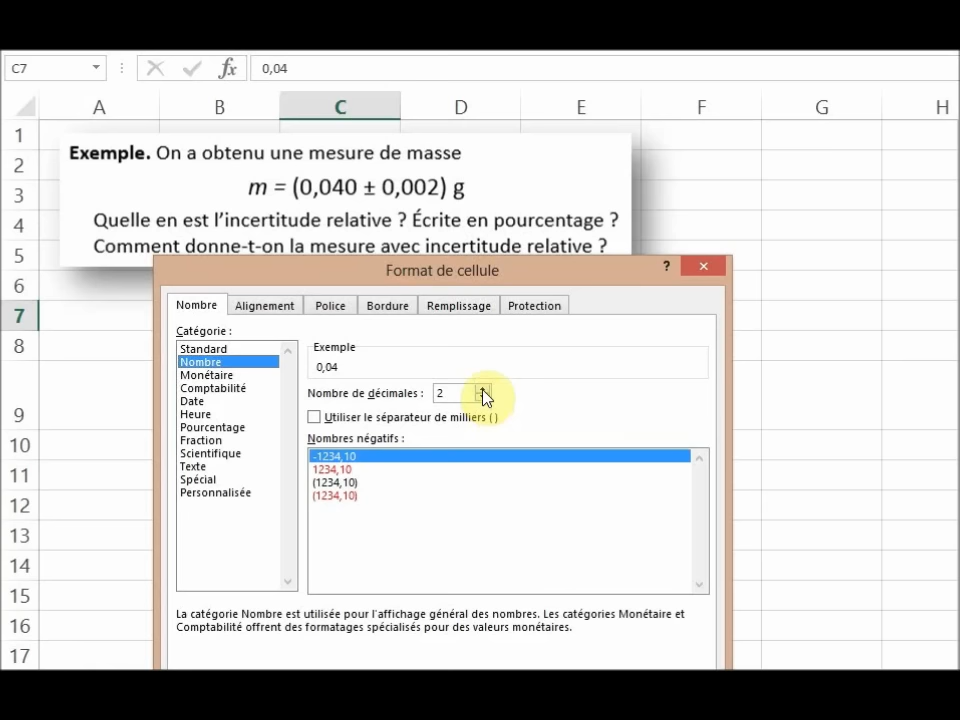 C7
fx
0,04
A B C D E F G H
1
2
3
4
5
6
7
8
9
10
11
12
13
14
15
16
17
Exemple. On a obtenu une mesure de masse
m = (0,040 ± 0,002) g
Quelle en est l’incertitude relative ? Écrite en pourcentage ?
Comment donne-t-on la mesure avec incertitude relative ?
Format de cellule
?
Nombre Alignement Police Bordure Remplissage Protection
Catégorie :
Standard
Nombre
Monétaire
Comptabilité
Date
Heure
Pourcentage
Fraction
Scientifique
Texte
Spécial
Personnalisée
Exemple
0,04
Nombre de décimales : 2
Utiliser le séparateur de milliers ( )
Nombres négatifs :
-1234,10
1234,10
(1234,10)
(1234,10)
La catégorie Nombre est utilisée pour l'affichage général des nombres. Les catégories Monétaire et
Comptabilité offrent des formatages spécialisés pour des valeurs monétaires.